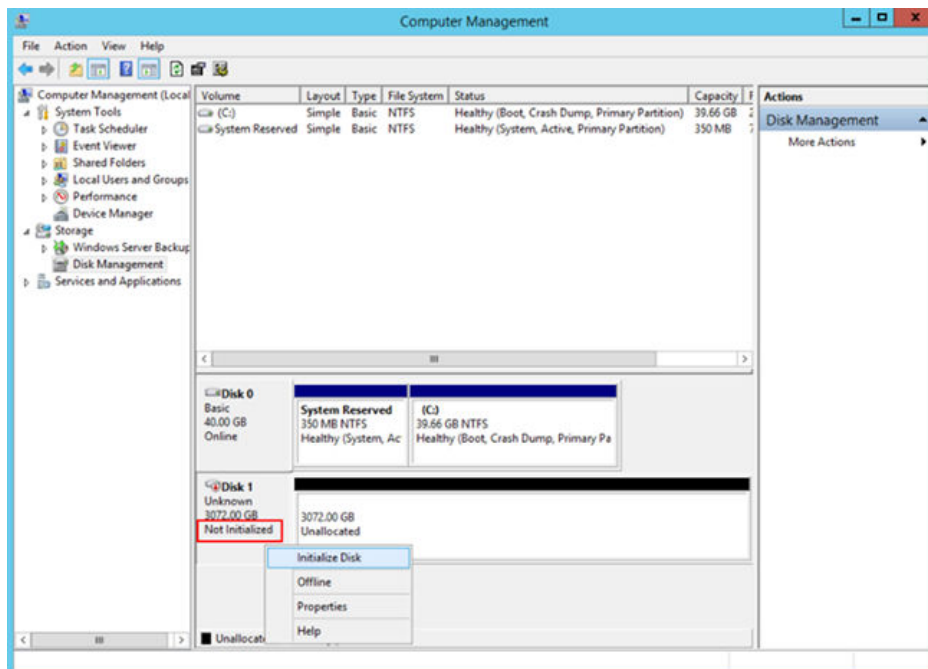 Computer Management
File Action View Help
Computer Management (Local
System Tools
Task Scheduler
Event Viewer
Shared Folders
Local Users and Groups
Performance
Device Manager
Storage
Windows Server Backup
Disk Management
Services and Applications
Volume Layout Type File System Status Capacity F
(C:) Simple Basic NTFS Healthy (Boot, Crash Dump, Primary Partition) 39.66 GB
System Reserved Simple Basic NTFS Healthy (System, Active, Primary Partition) 350 MB
Actions
Disk Management
More Actions
Disk 0
Basic
40.00 GB
Online
System Reserved
350 MB NTFS
Healthy (System, Ac
(C:)
39.66 GB NTFS
Healthy (Boot, Crash Dump, Primary Pa
Disk 1
Unknown
3072.00 GB
Not Initialized
3072.00 GB
Unallocated
Initialize Disk
Offline
Properties
Help
Unallocat